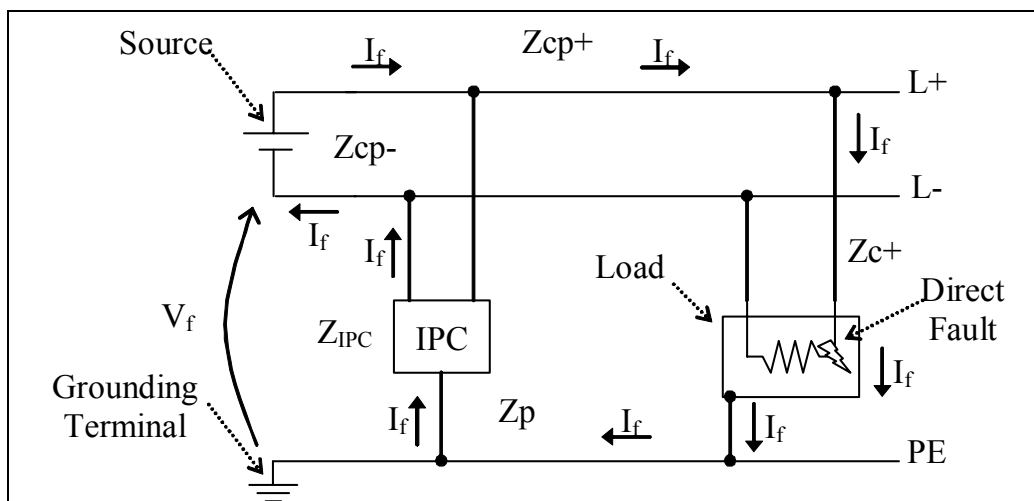 Source
I_f
Zcp+
I_f
L+
Zcp-
I_f
L-
I_f
I_f
Zc+
Load
Direct
Fault
V_f
Z_IPC
IPC
I_f
Grounding
Terminal
I_f
Zp
I_f
I_f
PE